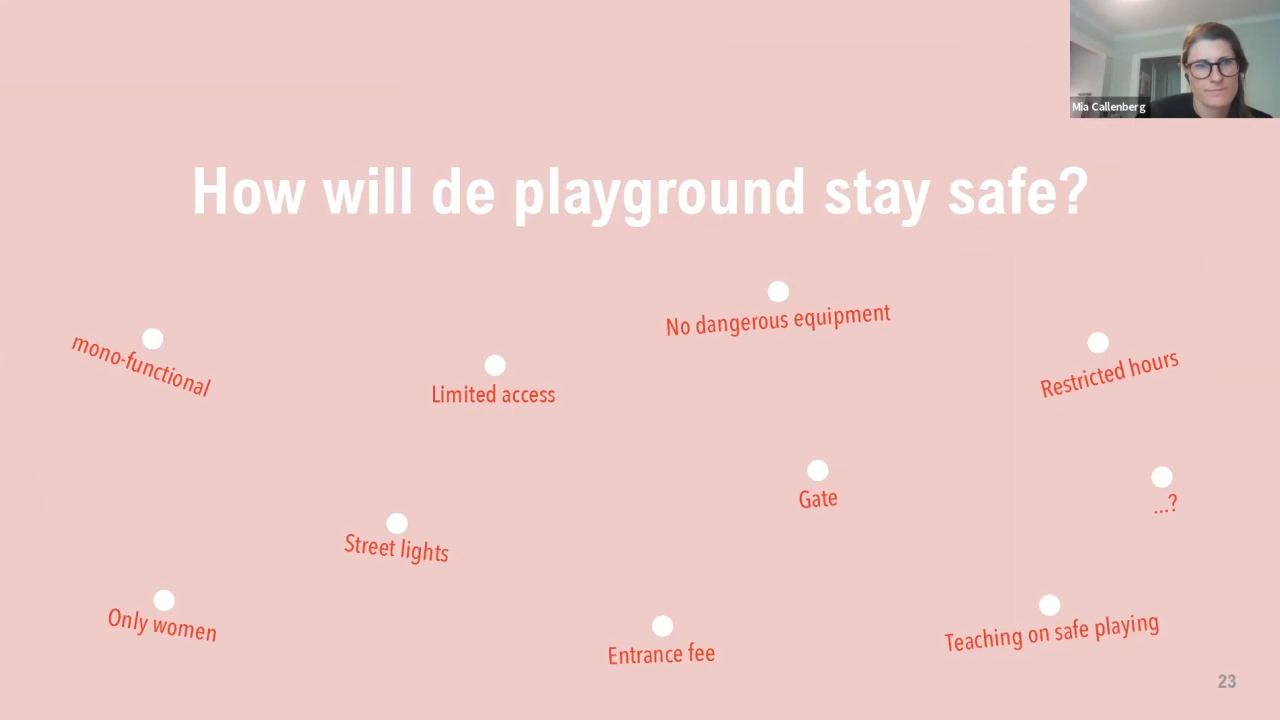 Mia Callenberg
How will de playground stay safe?
No dangerous equipment
mono-functional
Limited access
Restricted hours
Gate
...?
Street lights
Only women
Entrance fee
Teaching on safe playing
23